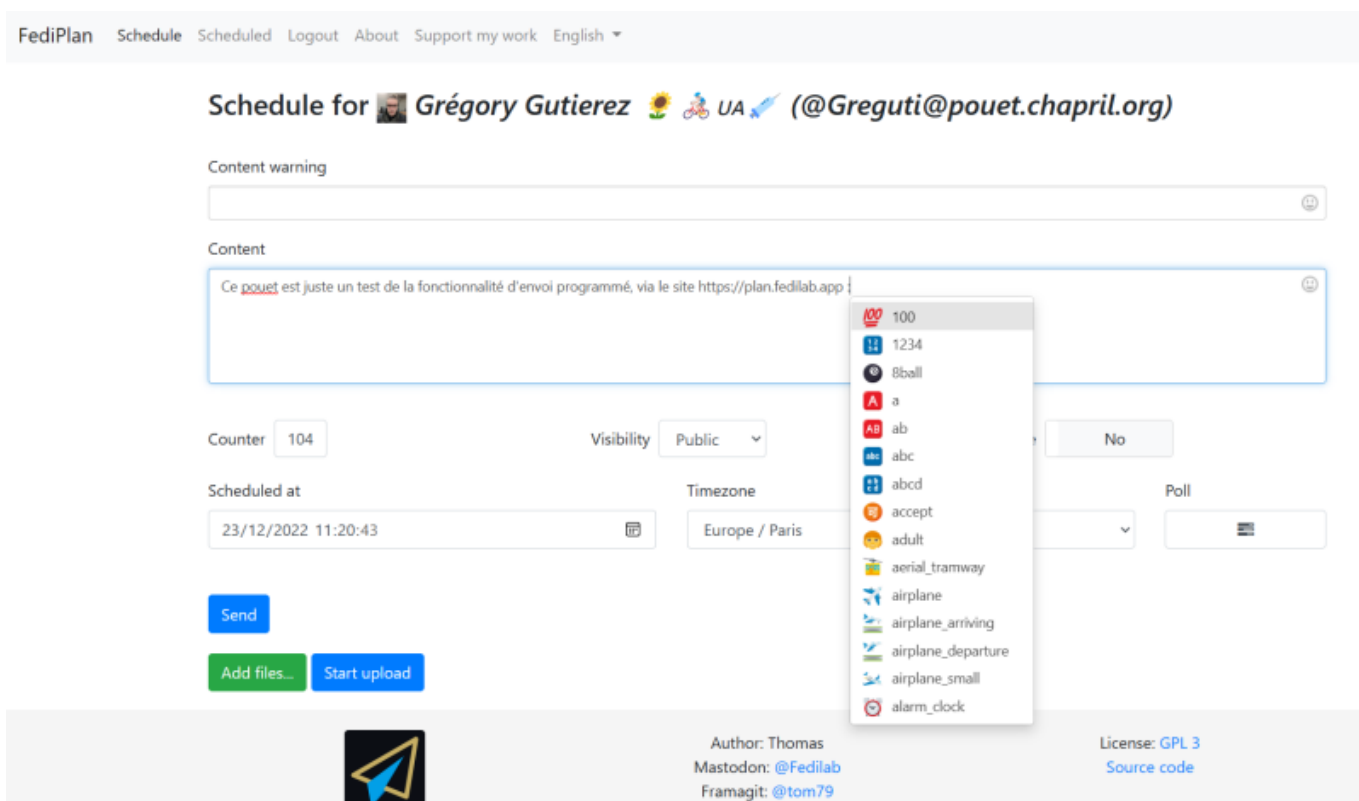 FediPlan Schedule Scheduled Logout About Support my work English
Schedule for Grégory Gutierez 🌻 🚴 UA 💉 (@Greguti@pouet.chapril.org)
Content warning
Content
Ce pouet est juste un test de la fonctionnalité d'envoi programmé, via le site https://plan.fedilab.app :
100
1234
8ball
a
ab
abc
abcd
accept
adult
aerial_tramway
airplane
airplane_arriving
airplane_departure
airplane_small
alarm_clock
Counter 104 Visibility Public No
Scheduled at Timezone Poll
23/12/2022 11:20:43 Europe / Paris
Send
Add files... Start upload
Author: Thomas License: GPL 3
Mastodon: @Fedilab Source code
Framagit: @tom79